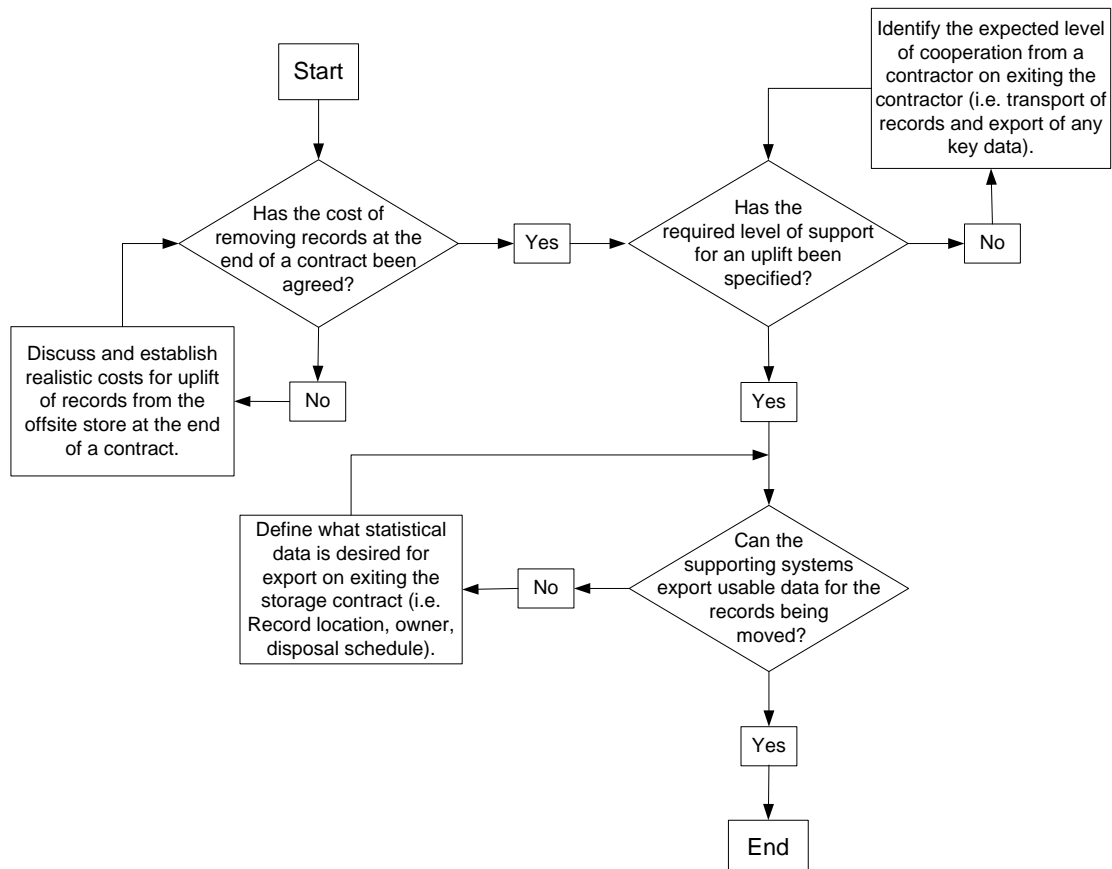 Start
Has the cost of
removing records at the
end of a contract been
agreed?
Yes
No
Discuss and establish
realistic costs for uplift
of records from the
offsite store at the end
of a contract.
Has the
required level of support
for an uplift been
specified?
No
Identify the expected level
of cooperation from a
contractor on exiting the
contractor (i.e. transport of
records and export of any
key data).
Yes
Can the
supporting systems
export usable data for the
records being
moved?
No
Define what statistical
data is desired for
export on exiting the
storage contract (i.e.
Record location, owner,
disposal schedule).
Yes
End